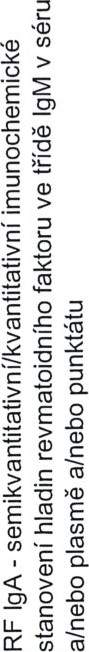 RF IgA - semikvantitativní/kvantitativní imunochemické
stanovení hladin revmatoidního faktoru ve třídě IgM v séru
a/nebo plasmě a/nebo punktátu